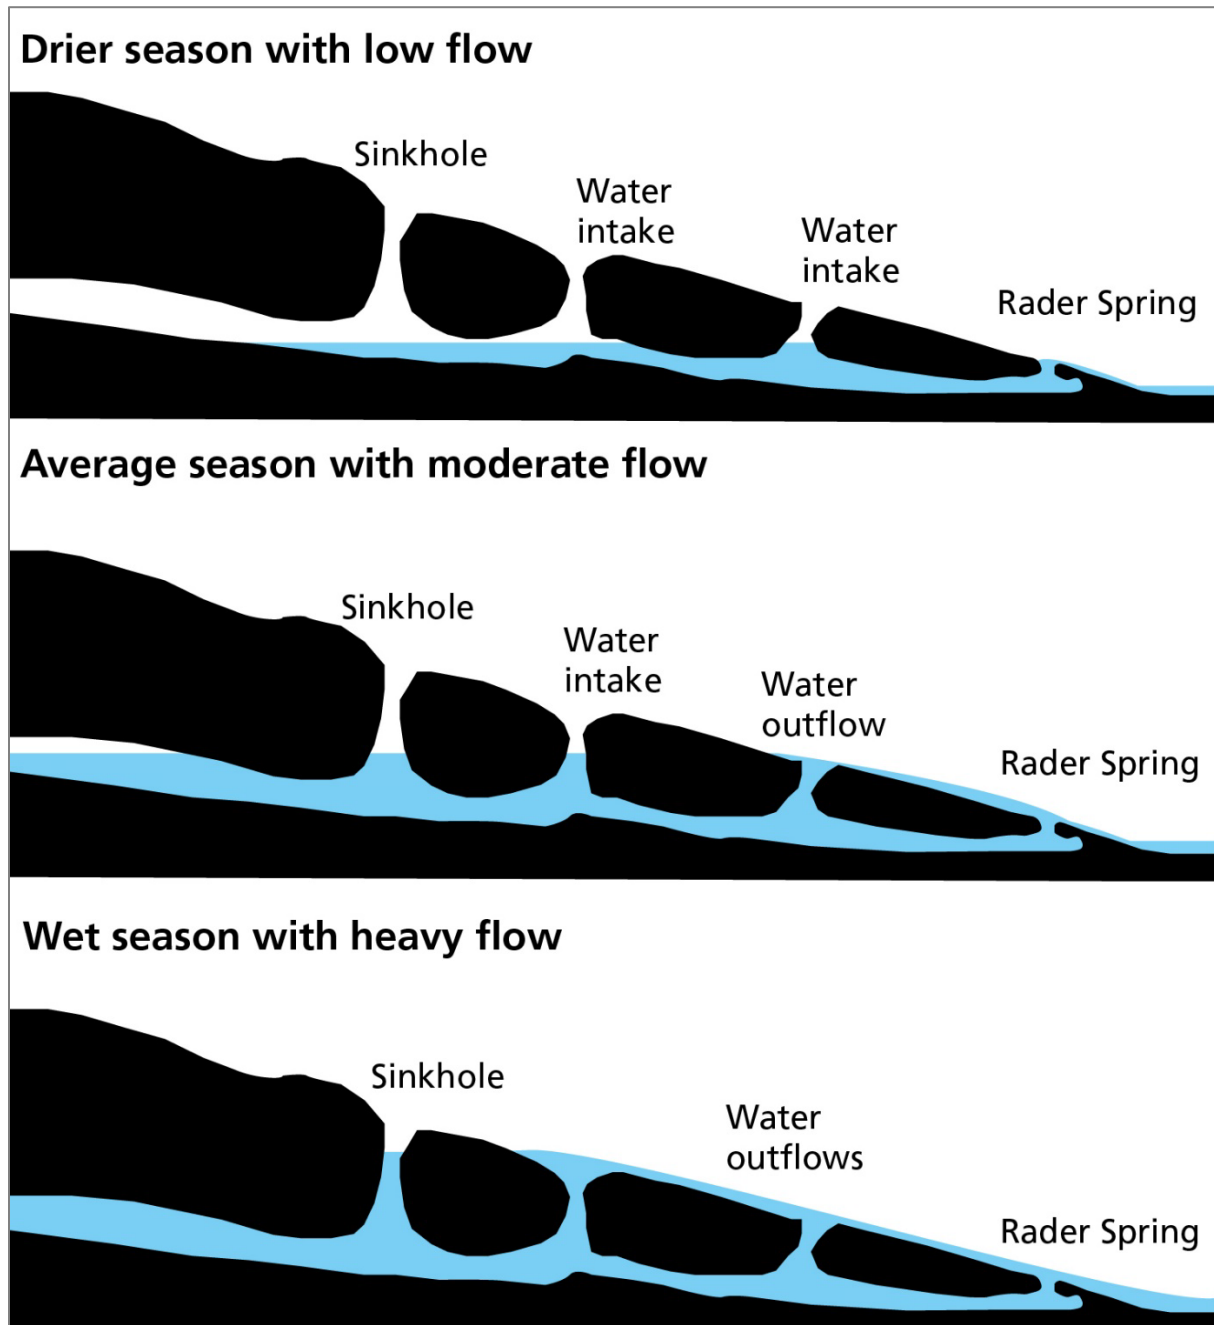 Drier season with low flow
Sinkhole
Water
intake
Water
intake
Rader Spring
Average season with moderate flow
Sinkhole
Water
intake
Water
outflow
Rader Spring
Wet season with heavy flow
Sinkhole
Water
outflows
Rader Spring